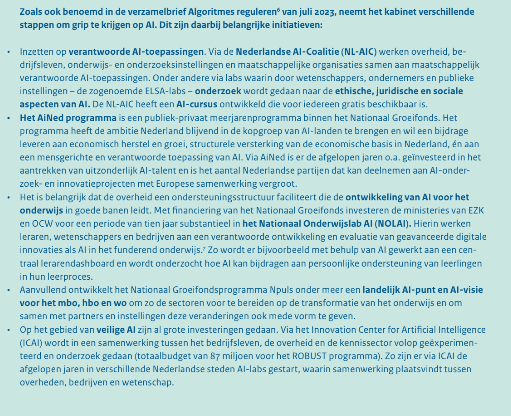 Zoals ook benoemd in de verzamelbrief Algoritmes reguleren⁶ van juli 2023, neemt het kabinet verschillende
stappen om grip te krijgen op AI. Dit zijn daarbij belangrijke initiatieven:
• Inzetten op verantwoorde AI-toepassingen. Via de Nederlandse AI-Coalitie (NL-AIC) werken overheid, be-
drijfsleven, onderwijs- en onderzoeksinstellingen en maatschappelijke organisaties samen aan maatschappelijk
verantwoorde AI-toepassingen. Onder andere via labs waarin door wetenschappers, ondernemers en publieke
instellingen – de zogenoemde ELSA-labs – onderzoek wordt gedaan naar de ethische, juridische en sociale
aspecten van AI. De NL-AIC heeft een AI-cursus ontwikkeld die voor iedereen gratis beschikbaar is.
• Het AiNed programma is een publiek-privaat meerjarenprogramma binnen het Nationaal Groeifonds. Het
programma heeft de ambitie Nederland blijvend in de kopgroep van AI-landen te brengen en wil een bijdrage
leveren aan economisch herstel en groei, structurele versterking van de economische basis in Nederland, én aan
een mensgerichte en verantwoorde toepassing van AI. Via AiNed is er de afgelopen jaren o.a. geïnvesteerd in het
aantrekken van uitzonderlijk AI-talent en is het aantal Nederlandse partijen dat kan deelnemen aan AI-onder-
zoek- en innovatieprojecten met Europese samenwerking vergroot.
• Het is belangrijk dat de overheid een ondersteuningsstructuur faciliteert die de ontwikkeling van AI voor het
onderwijs in goede banen leidt. Met financiering van het Nationaal Groeifonds investeren de ministeries van EZK
en OCW voor een periode van tien jaar substantieel in het Nationaal Onderwijslab AI (NOLAI). Hierin werken
leraren, wetenschappers en bedrijven aan een verantwoorde ontwikkeling en evaluatie van geavanceerde digitale
innovaties als AI in het funderend onderwijs.⁷ Zo wordt er bijvoorbeeld met behulp van AI gewerkt aan een cen-
traal lerarendashboard en wordt onderzocht hoe AI kan bijdragen aan persoonlijke ondersteuning van leerlingen
in hun leerproces.
• Aanvullend ontwikkelt het Nationaal Groeifondsprogramma Npuls onder meer een landelijk AI-punt en AI-visie
voor het mbo, hbo en wo om zo de sectoren voor te bereiden op de transformatie van het onderwijs en om
samen met partners en instellingen deze veranderingen ook mede vorm te geven.
• Op het gebied van veilige AI zijn al grote investeringen gedaan. Via het Innovation Center for Artificial Intelligence
(ICAI) wordt in een samenwerking tussen het bedrijfsleven, de overheid en de kennissector volop geëxperimen-
teerd en onderzoek gedaan (totaalbudget van 87 miljoen voor het ROBUST programma). Zo zijn er via ICAI de
afgelopen jaren in verschillende Nederlandse steden AI-labs gestart, waarin samenwerking plaatsvindt tussen
overheden, bedrijven en wetenschap.